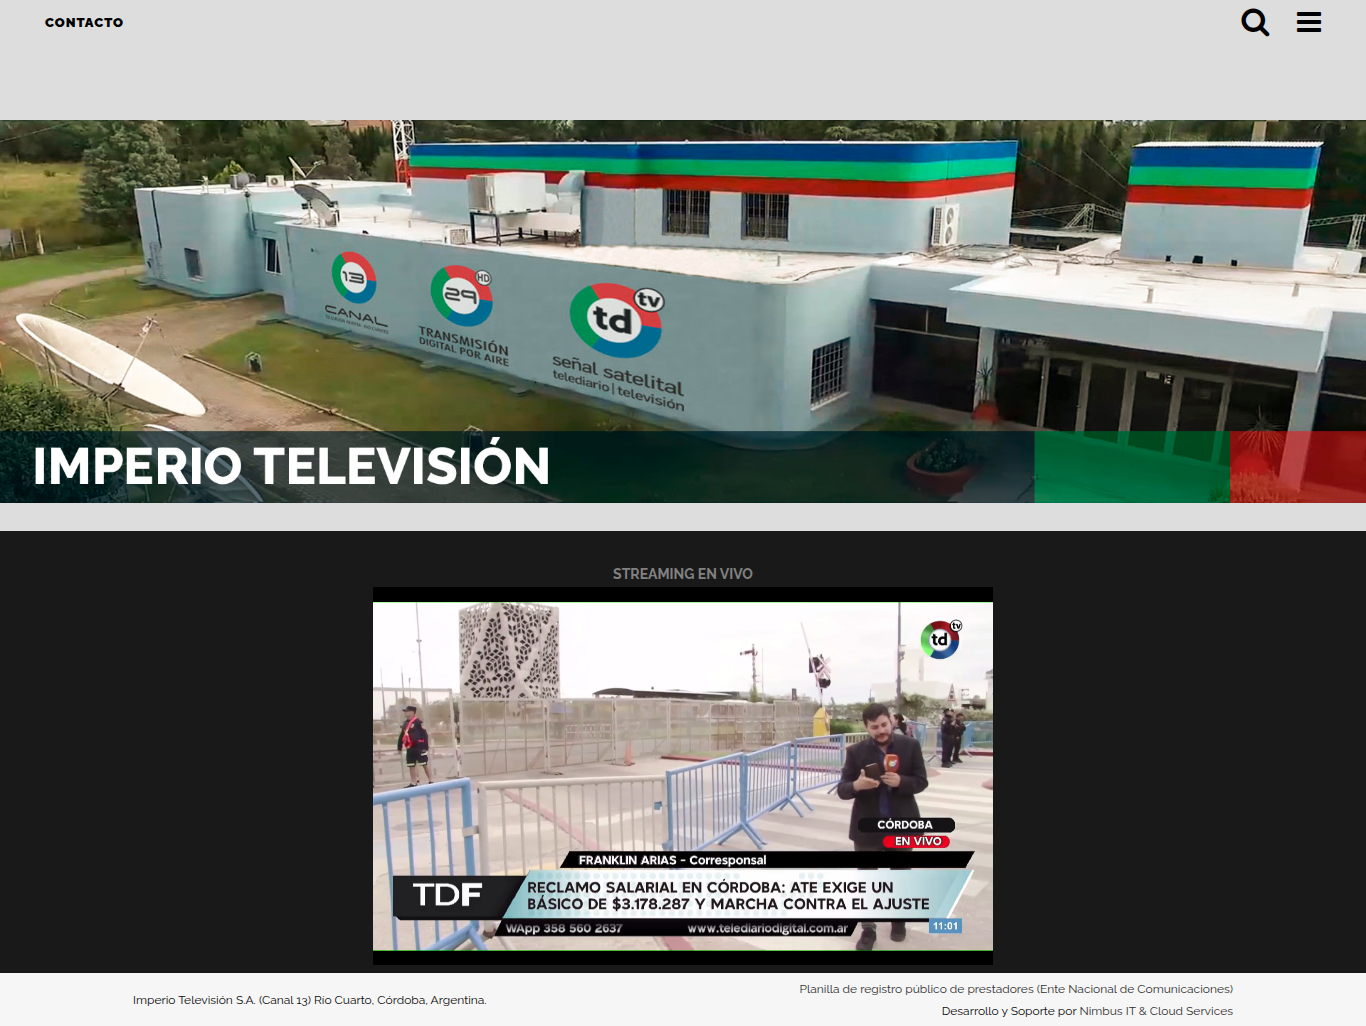 CONTACTO
13
CANAL
29
HD
TRANSMISIÓN
DIGITAL POR AIRE
td
tv
señal satelital
telediario | televisión
IMPERIO TELEVISIÓN
STREAMING EN VIVO
td
tv
CÓRDOBA
EN VIVO
FRANKLIN ARIAS - Corresponsal
TDF
RECLAMO SALARIAL EN CÓRDOBA: ATE EXIGE UN
BÁSICO DE $3.178.287 Y MARCHA CONTRA EL AJUSTE
WApp 358 560 2637 www.telediariodigital.com.ar
11:01
Imperio Televisión S.A. (Canal 13) Río Cuarto, Córdoba, Argentina.
Planilla de registro público de prestadores (Ente Nacional de Comunicaciones)
Desarrollo y Soporte por Nimbus IT & Cloud Services